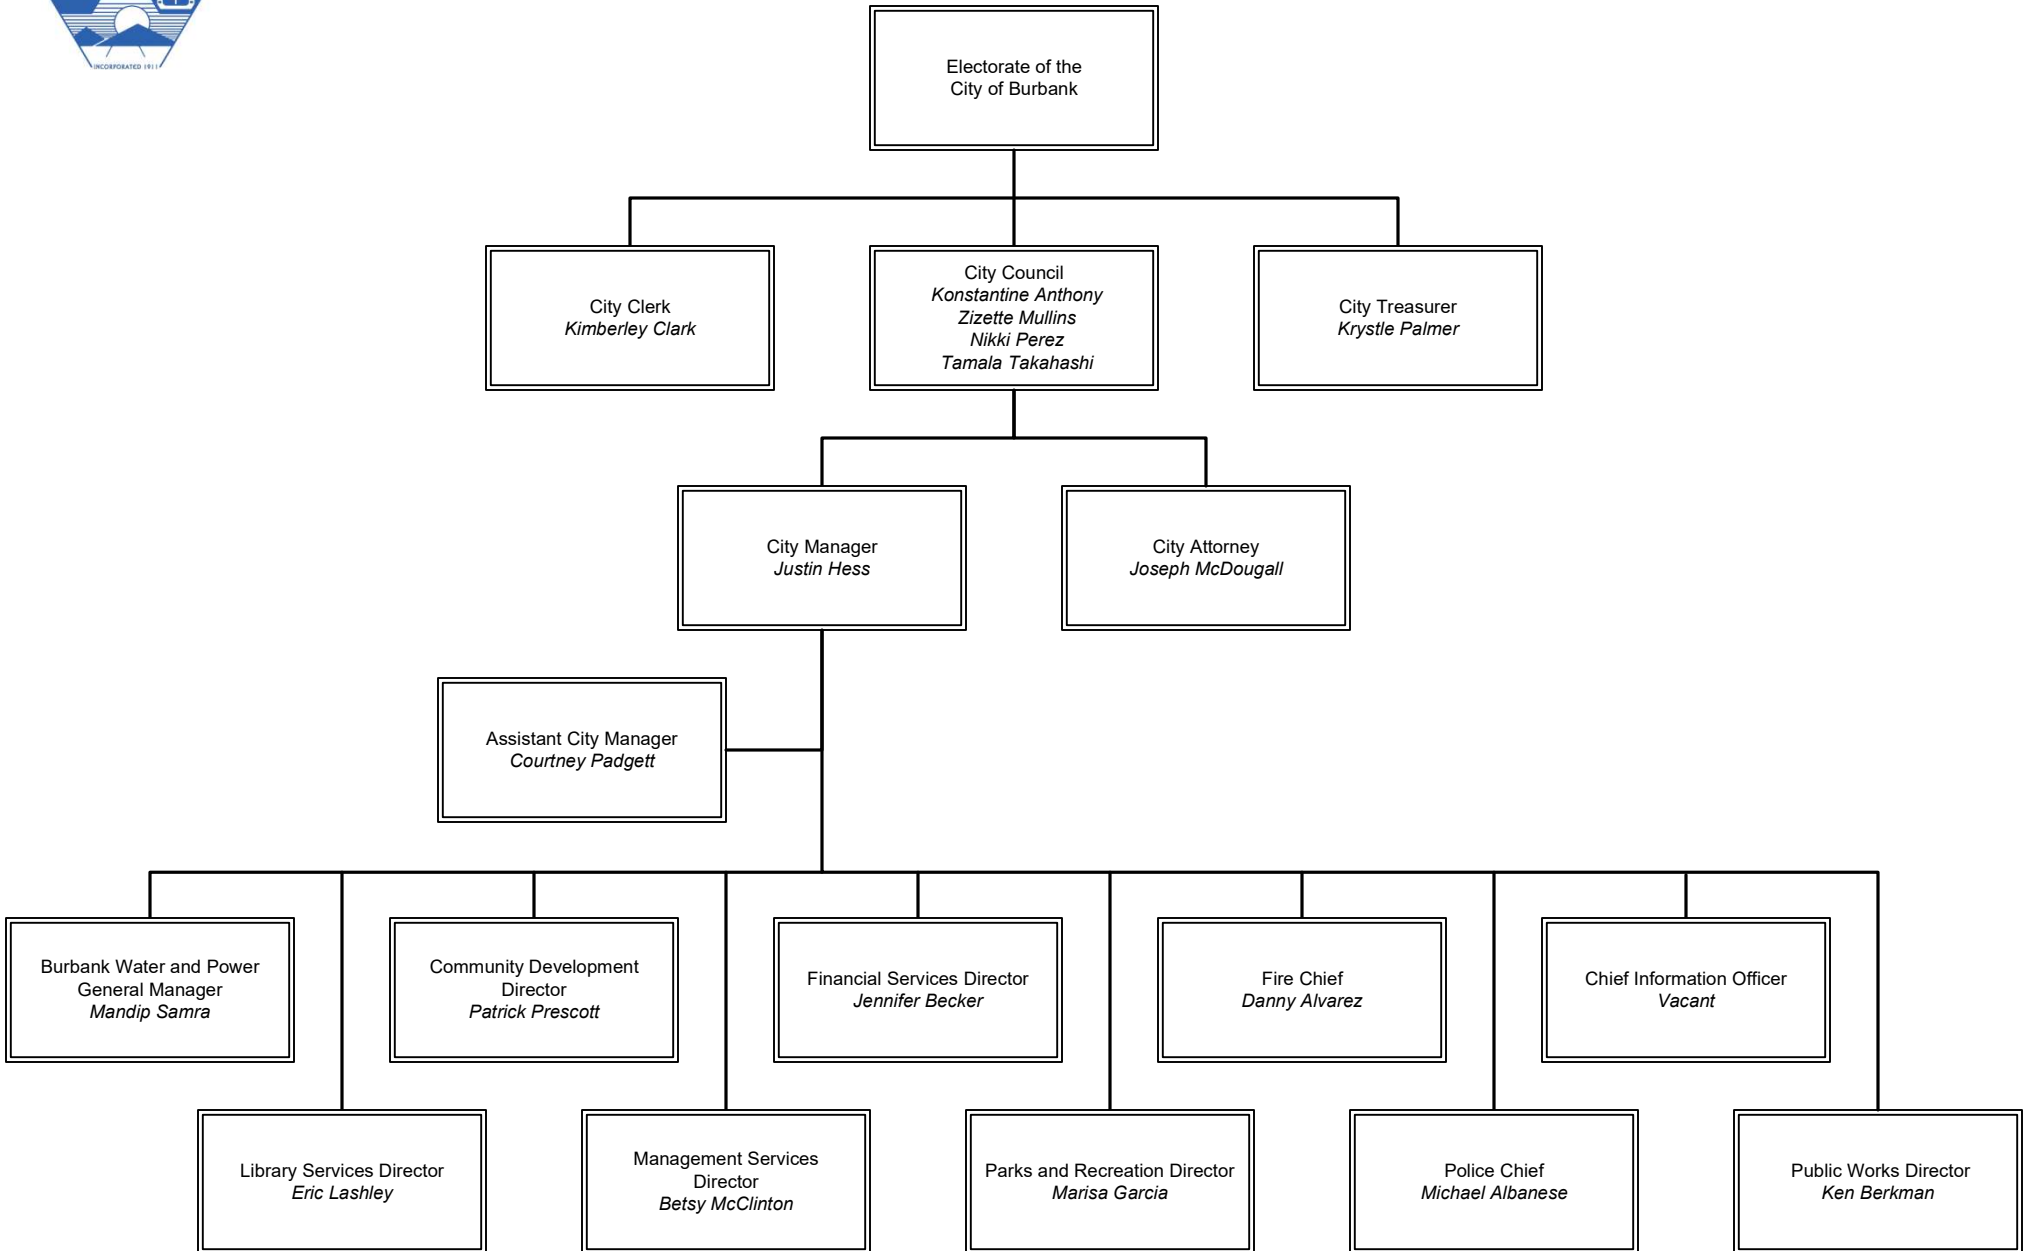 INCORPORATED 1911
Electorate of the
City of Burbank
City Clerk
Kimberley Clark
City Council
Konstantine Anthony
Zizette Mullins
Nikki Perez
Tamala Takahashi
City Treasurer
Krystle Palmer
City Manager
Justin Hess
City Attorney
Joseph McDougall
Assistant City Manager
Courtney Padgett
Burbank Water and Power
General Manager
Mandip Samra
Community Development
Director
Patrick Prescott
Financial Services Director
Jennifer Becker
Fire Chief
Danny Alvarez
Chief Information Officer
Vacant
Library Services Director
Eric Lashley
Management Services
Director
Betsy McClinton
Parks and Recreation Director
Marisa Garcia
Police Chief
Michael Albanese
Public Works Director
Ken Berkman